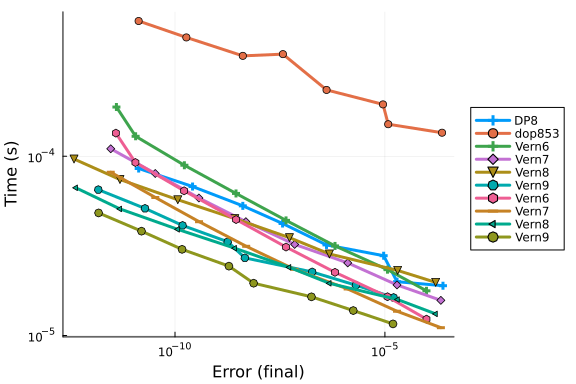 Time (s)
10⁻⁴
10⁻⁵
10⁻¹⁰
10⁻⁵
Error (final)
DP8
dop853
Vern6
Vern7
Vern8
Vern9
Vern6
Vern7
Vern8
Vern9